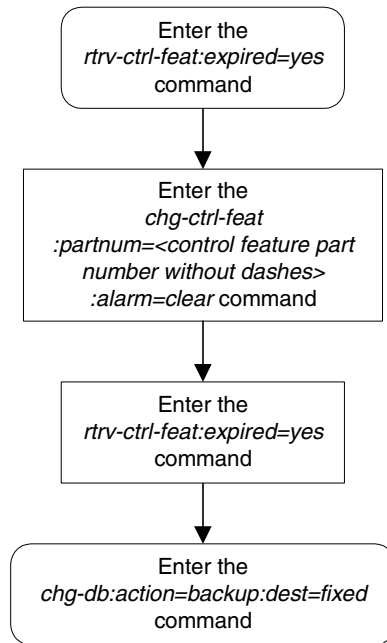 Enter the
rtrv-ctrl-feat:expired=yes
command
Enter the
chg-ctrl-feat
:partnum=<control feature part
number without dashes>
:alarm=clear command
Enter the
rtrv-ctrl-feat:expired=yes
command
Enter the
chg-db:action=backup:dest=fixed
command